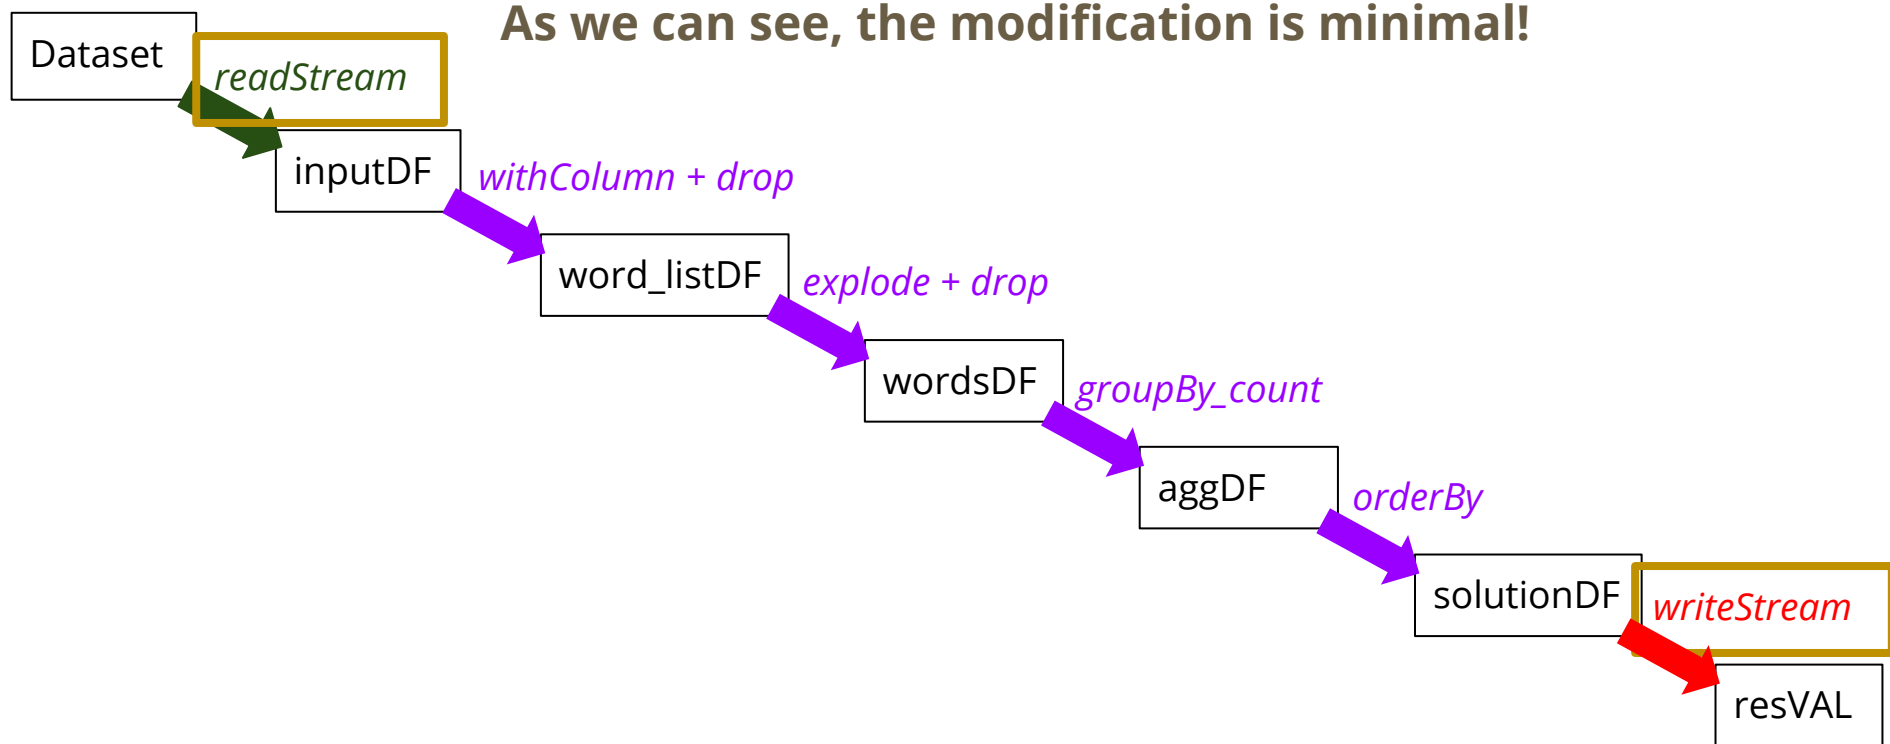 As we can see, the modification is minimal!
Dataset
readStream
inputDF
withColumn + drop
word_listDF
explode + drop
wordsDF
groupBy_count
aggDF
orderBy
solutionDF
writeStream
resVAL